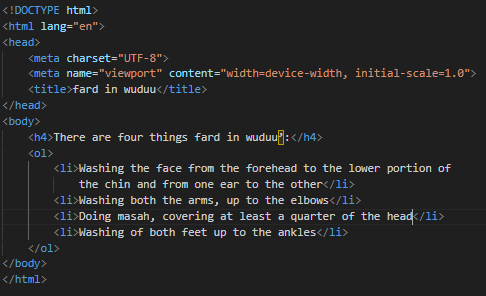 <!DOCTYPE html>
<html lang="en">
<head>
    <meta charset="UTF-8">
    <meta name="viewport" content="width=device-width, initial-scale=1.0">
    <title>fard in wuduu</title>
</head>
<body>
    <h4>There are four things fard in wuduu’:</h4>
    <ol>
        <li>Washing the face from the forehead to the lower portion of
            the chin and from one ear to the other</li>
        <li>Washing both the arms, up to the elbows</li>
        <li>Doing masah, covering at least a quarter of the head</li>
        <li>Washing of both feet up to the ankles</li>
    </ol>
</body>
</html>